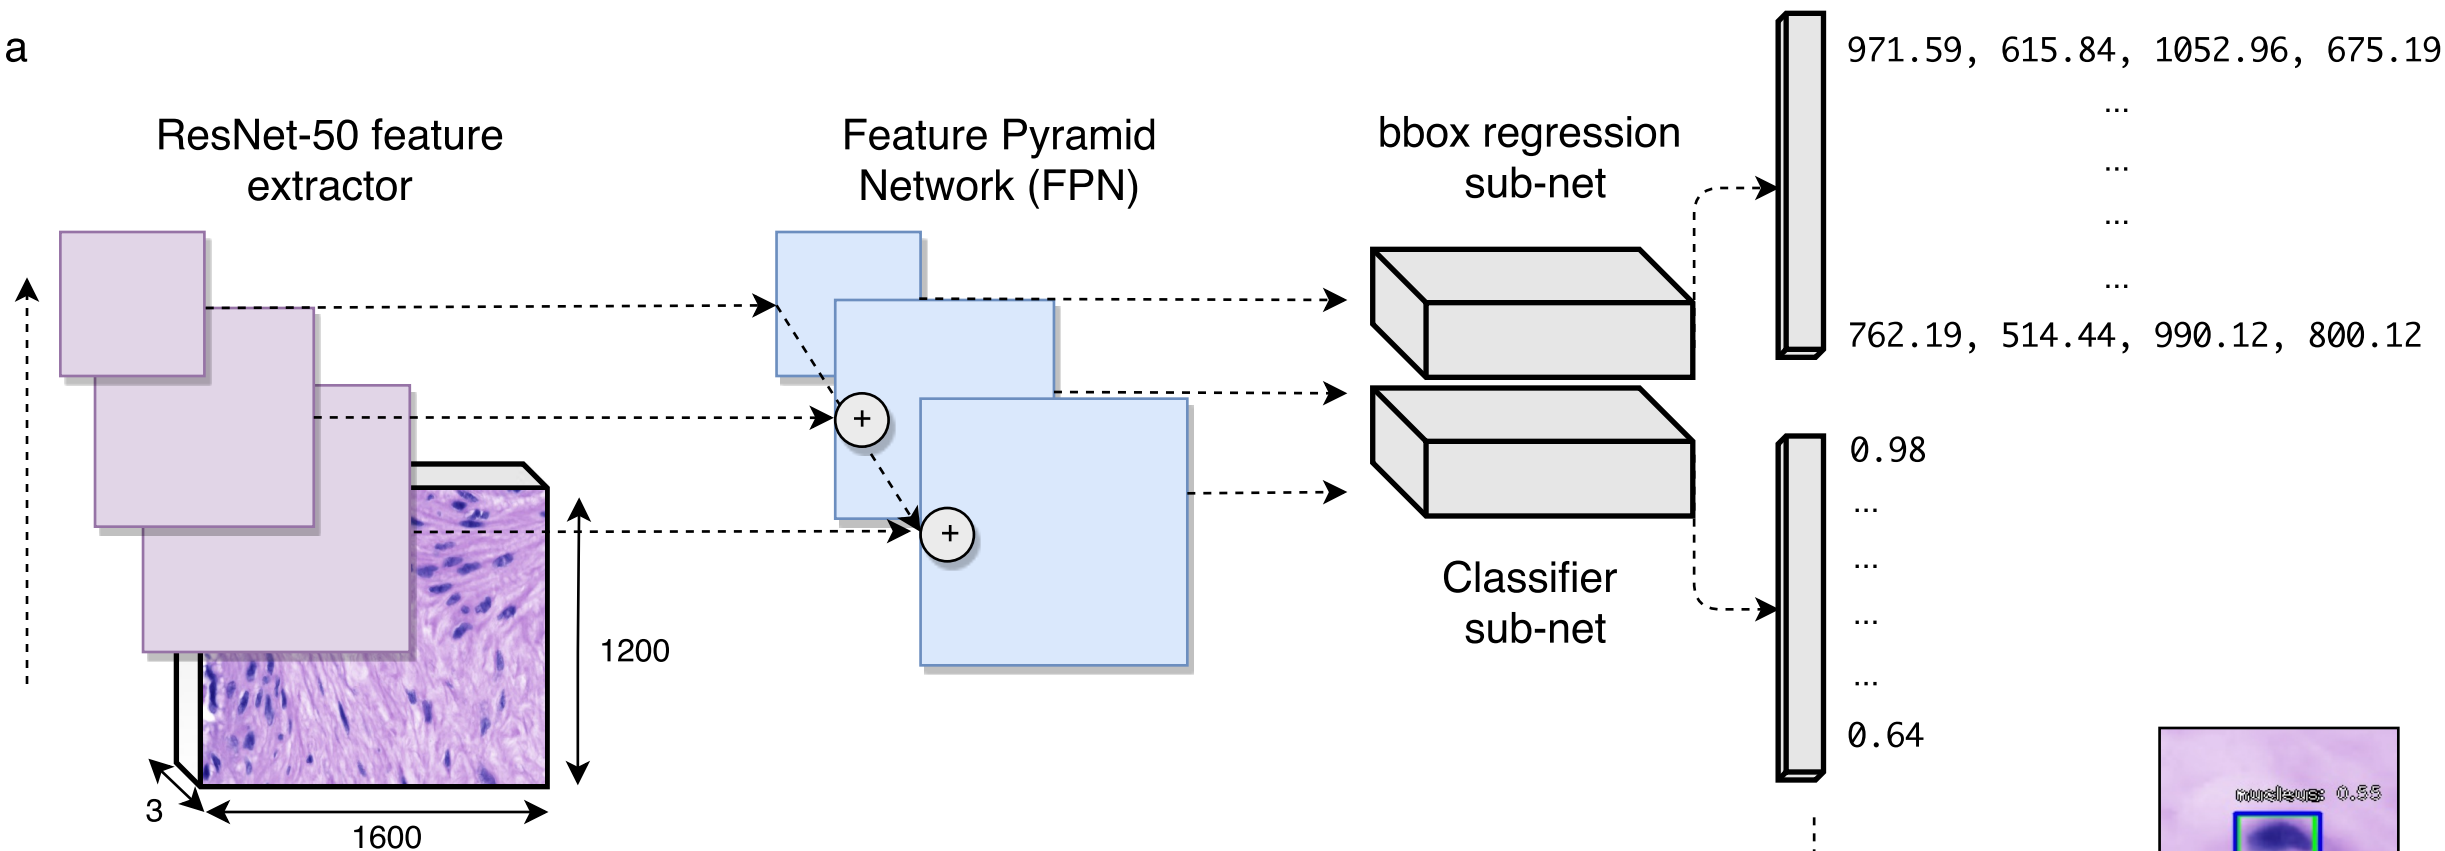 a
ResNet-50 feature
extractor
Feature Pyramid
Network (FPN)
bbox regression
sub-net
971.59, 615.84, 1052.96, 675.19
...
...
...
...
762.19, 514.44, 990.12, 800.12
+
+
Classifier
sub-net
0.98
...
...
...
...
0.64
1200
3
1600
nucleus: 0.55